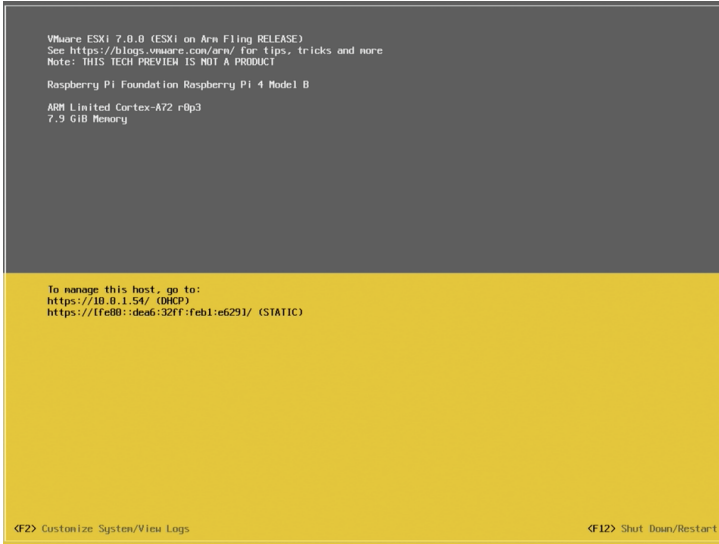 VMware ESXi 7.0.0 (ESXi on Arm Fling RELEASE)
See https://blogs.vmware.com/arm/ for tips, tricks and more
Note: THIS TECH PREVIEW IS NOT A PRODUCT
Raspberry Pi Foundation Raspberry Pi 4 Model B
ARM Limited Cortex-A72 r0p3
7.9 GiB Memory
To manage this host, go to:
https://10.0.1.54/ (DHCP)
https://[fe80::dea6:32ff:feb1:e629]/ (STATIC)
<F2> Customize System/View Logs
<F12> Shut Down/Restart